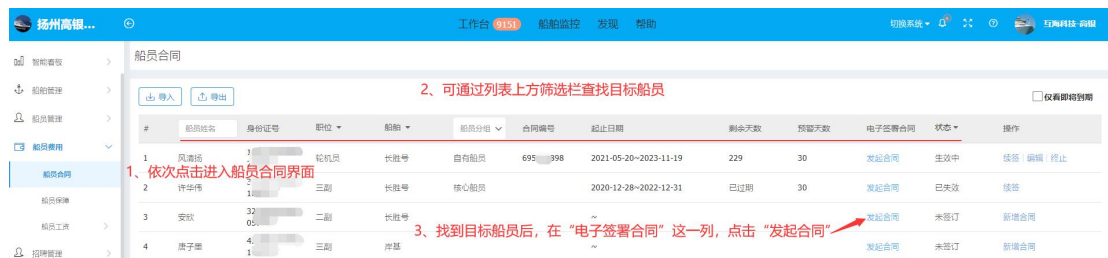 扬州高银...
工作台 9151 船舶监控 发现 帮助
切换系统 互海科技-高银
智能看板
船舶管理
船员管理
船员费用
船员合同
船员保障
船员工资
招聘管理
船员合同
导入 导出
2、可通过列表上方筛选栏查找目标船员
仅看即将到期
# 船员姓名 身份证号 职位 船舶 船员分组 合同编号 起止日期 剩余天数 预警天数 电子签署合同 状态 操作
1 风清扬 轮机员 长胜号 自有船员 695 398 2021-05-20~2023-11-19 229 30 发起合同 生效中 续签 编辑 终止
1、依次点击进入船员合同界面
2 许华伟 三副 长胜号 核心船员 2020-12-28~2022-12-31 已过期 30 发起合同 已失效 续签
3 安欣 32 05 二副 长胜号 ~ 发起合同 未签订 新增合同
3、找到目标船员后，在“电子签署合同”这一列，点击“发起合同”
4 唐子墨 三副 岸基 ~ 发起合同 未签订 新增合同